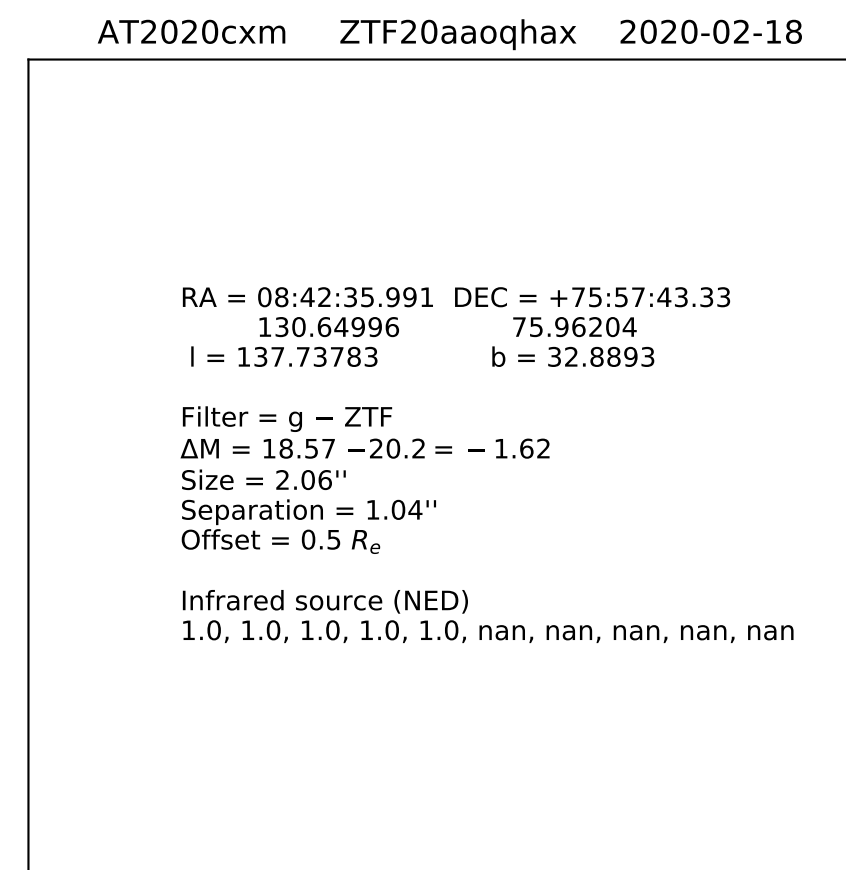 AT2020cxm ZTF20aaoqhax 2020-02-18
RA = 08:42:35.991 DEC = +75:57:43.33
130.64996 75.96204
l = 137.73783 b = 32.8893
Filter = g − ZTF
ΔM = 18.57 −20.2 = − 1.62
Size = 2.06''
Separation = 1.04''
Offset = 0.5 Re
Infrared source (NED)
1.0, 1.0, 1.0, 1.0, 1.0, nan, nan, nan, nan, nan